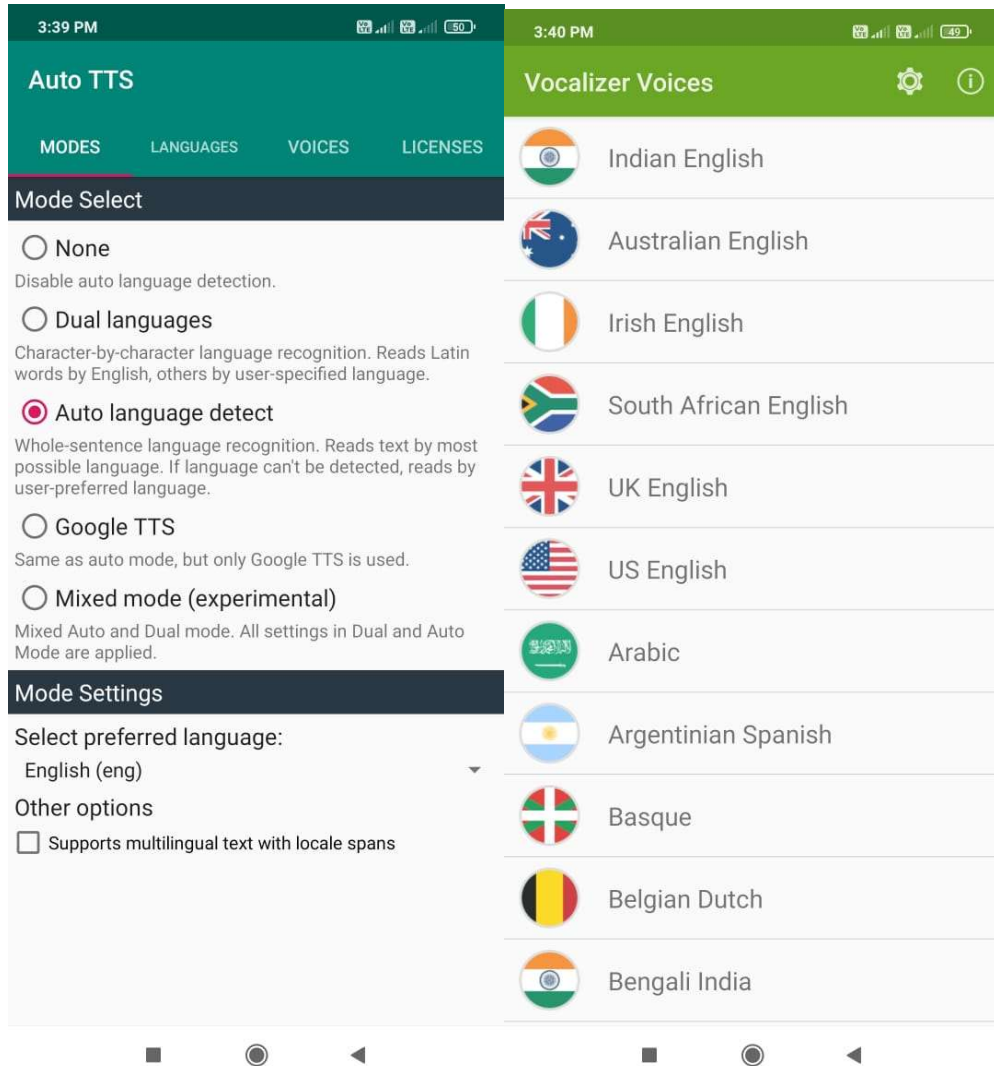 3:39 PM
50
Auto TTS
MODES LANGUAGES VOICES LICENSES
Mode Select
None
Disable auto language detection.
Dual languages
Character-by-character language recognition. Reads Latin
words by English, others by user-specified language.
Auto language detect
Whole-sentence language recognition. Reads text by most
possible language. If language can't be detected, reads by
user-preferred language.
Google TTS
Same as auto mode, but only Google TTS is used.
Mixed mode (experimental)
Mixed Auto and Dual mode. All settings in Dual and Auto
Mode are applied.
Mode Settings
Select preferred language:
English (eng)
Other options
Supports multilingual text with locale spans
3:40 PM
49
Vocalizer Voices
Indian English
Australian English
Irish English
South African English
UK English
US English
Arabic
Argentinian Spanish
Basque
Belgian Dutch
Bengali India